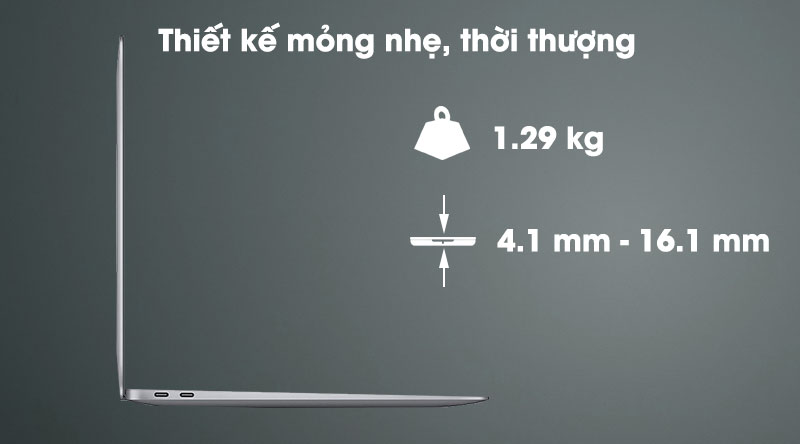 Thiết kế mỏng nhẹ, thời thượng
1.29 kg
4.1 mm - 16.1 mm